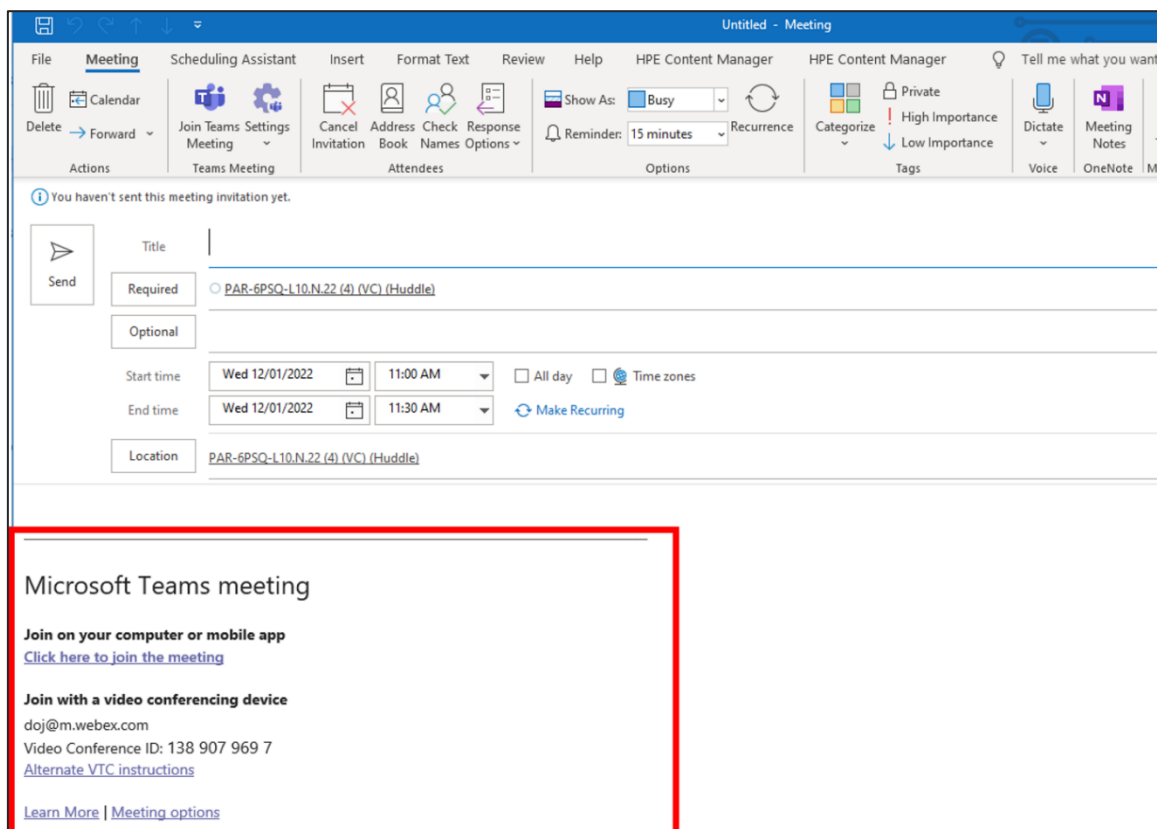 Untitled - Meeting
File Meeting Scheduling Assistant Insert Format Text Review Help HPE Content Manager HPE Content Manager Tell me what you want
Delete
Calendar
Forward
Actions
Join Teams Meeting
Settings
Teams Meeting
Cancel Invitation
Address Book
Check Names
Response Options
Attendees
Show As: Busy
Reminder: 15 minutes
Recurrence
Options
Categorize
Private
High Importance
Low Importance
Tags
Dictate
Voice
Meeting Notes
OneNote
M
You haven't sent this meeting invitation yet.
Send
Title
Required PAR-6PSQ-L10.N.22 (4) (VC) (Huddle)
Optional
Start time Wed 12/01/2022 11:00 AM All day Time zones
End time Wed 12/01/2022 11:30 AM Make Recurring
Location PAR-6PSQ-L10.N.22 (4) (VC) (Huddle)
Microsoft Teams meeting
Join on your computer or mobile app
Click here to join the meeting
Join with a video conferencing device
doj@m.webex.com
Video Conference ID: 138 907 969 7
Alternate VTC instructions
Learn More | Meeting options